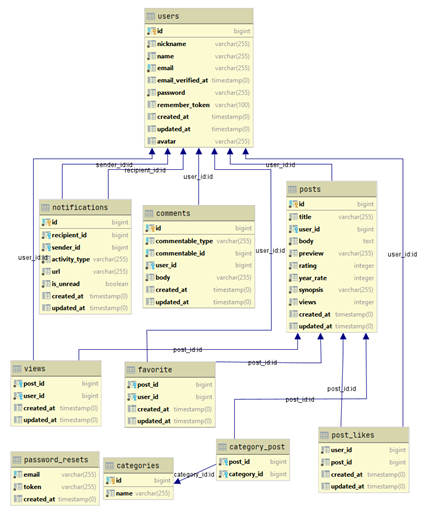 users
id bigint
nickname varchar(255)
name varchar(255)
email varchar(255)
email_verified_at timestamp(0)
password varchar(255)
remember_token varchar(100)
created_at timestamp(0)
updated_at timestamp(0)
avatar varchar(255)
sender_id:id
recipient_id:id
user_id:id
user_id:id
notifications
id bigint
recipient_id bigint
sender_id bigint
activity_type varchar(255)
url varchar(255)
is_unread boolean
created_at timestamp(0)
updated_at timestamp(0)
comments
id bigint
commentable_type varchar(255)
commentable_id bigint
user_id bigint
body varchar(255)
created_at timestamp(0)
updated_at timestamp(0)
posts
id bigint
title varchar(255)
user_id bigint
body text
preview varchar(255)
rating integer
year_rate integer
synopsis varchar(255)
views integer
created_at timestamp(0)
updated_at timestamp(0)
user_id:id
user_id:id
user_id:id
post_id:id
post_id:id
post_id:id
post_id:id
views
post_id bigint
user_id bigint
created_at timestamp(0)
updated_at timestamp(0)
favorite
post_id bigint
user_id bigint
created_at timestamp(0)
updated_at timestamp(0)
post_likes
user_id bigint
post_id bigint
created_at timestamp(0)
updated_at timestamp(0)
category_post
post_id bigint
category_id bigint
category_id:id
password_resets
email varchar(255)
token varchar(255)
created_at timestamp(0)
categories
id bigint
name varchar(255)